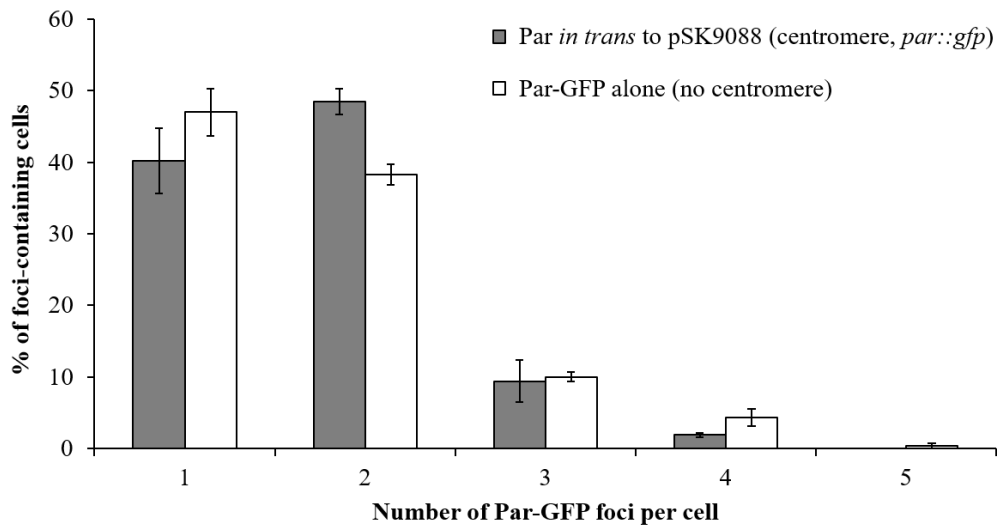 60
50
40
30
20
10
0
% of foci-containing cells
Par in trans to pSK9088 (centromere, par::gfp)
Par-GFP alone (no centromere)
1 2 3 4 5
Number of Par-GFP foci per cell